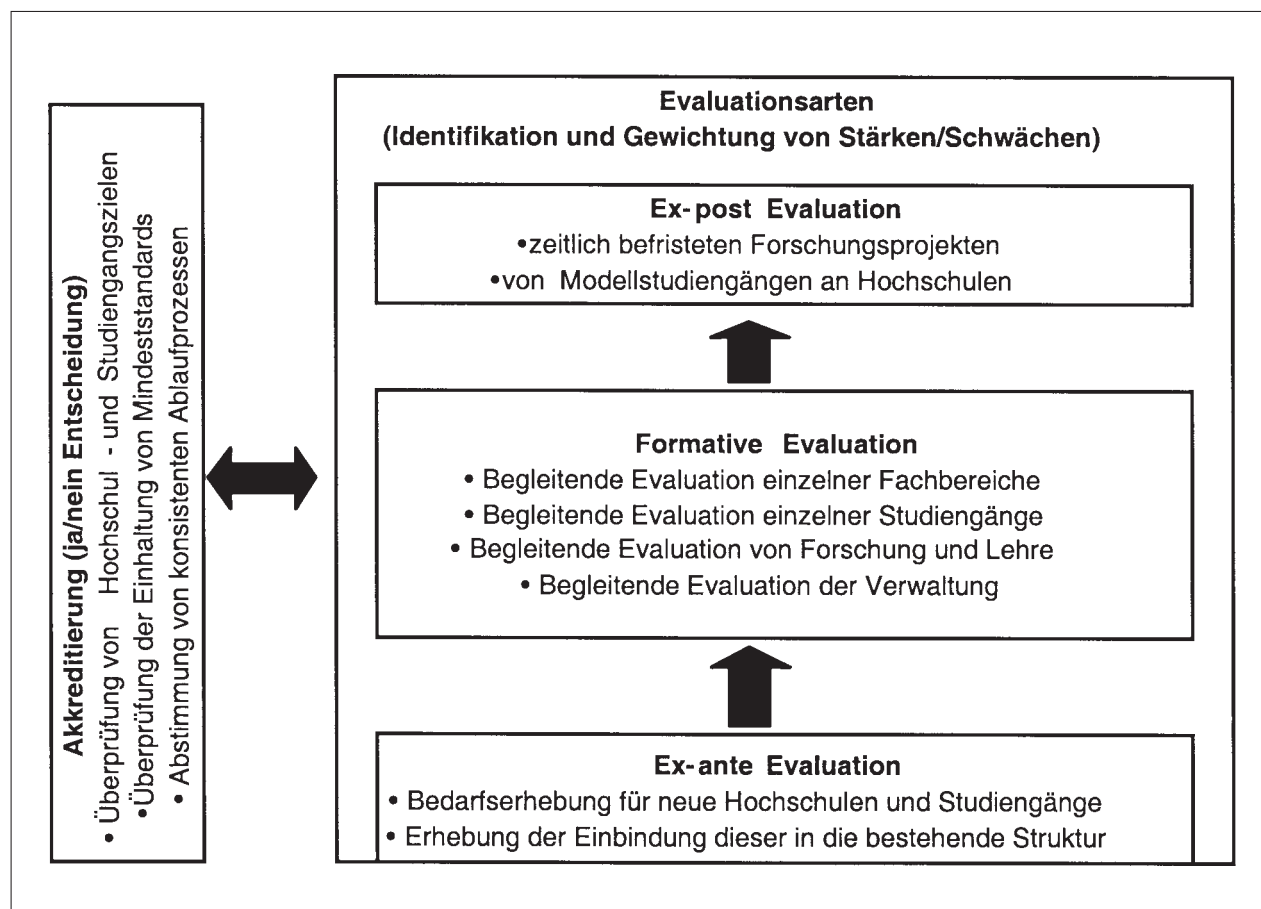 Akkreditierung (ja/nein Entscheidung)
• Überprüfung von Hochschul - und Studiengangszielen
•Überprüfung der Einhaltung von Mindeststandards
• Abstimmung von konsistenten Ablaufprozessen
Evaluationsarten
(Identifikation und Gewichtung von Stärken/Schwächen)
Ex-post Evaluation
•zeitlich befristeten Forschungsprojekten
•von Modellstudiengängen an Hochschulen
Formative Evaluation
• Begleitende Evaluation einzelner Fachbereiche
• Begleitende Evaluation einzelner Studiengänge
• Begleitende Evaluation von Forschung und Lehre
• Begleitende Evaluation der Verwaltung
Ex-ante Evaluation
• Bedarfserhebung für neue Hochschulen und Studiengänge
• Erhebung der Einbindung dieser in die bestehende Struktur